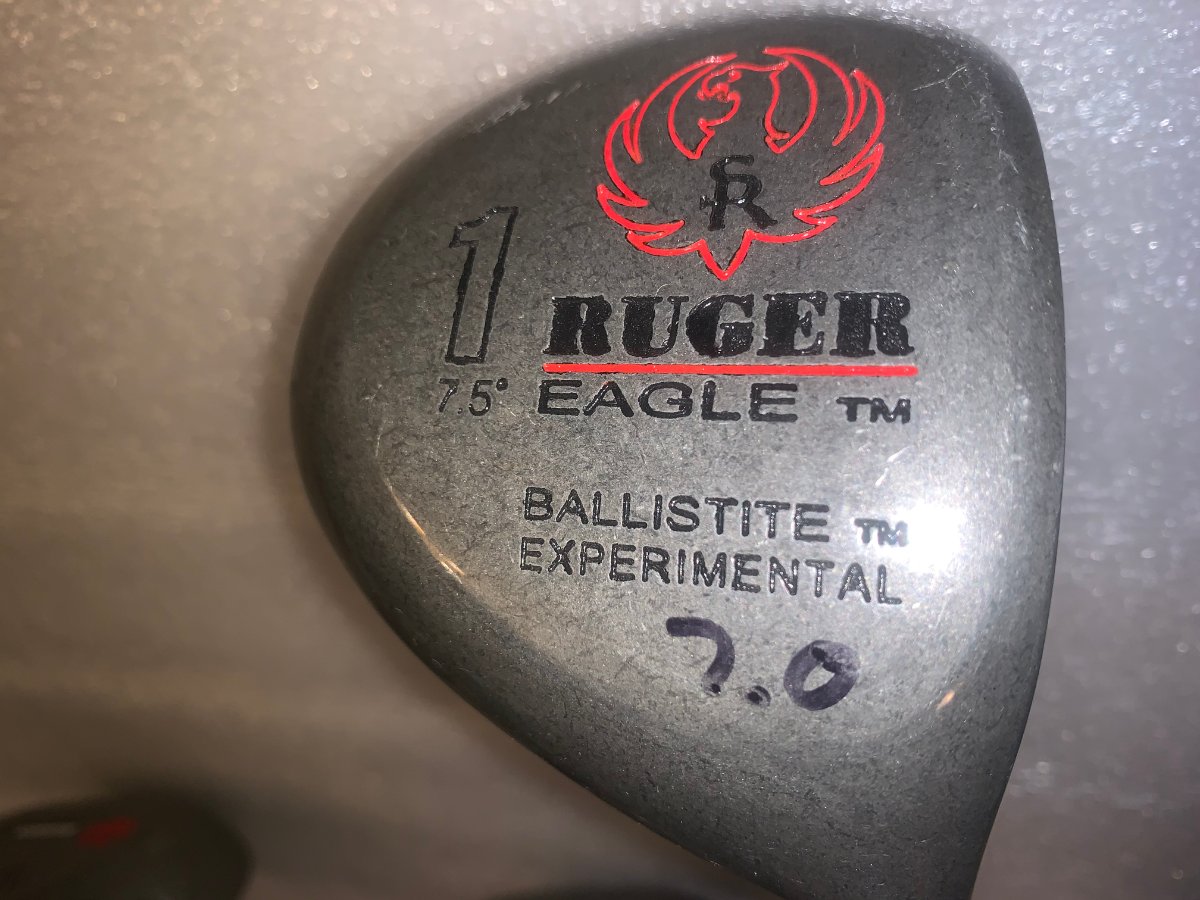 SR
1
RUGER
7.5° EAGLE ™
BALLISTITE ™
EXPERIMENTAL
7.0